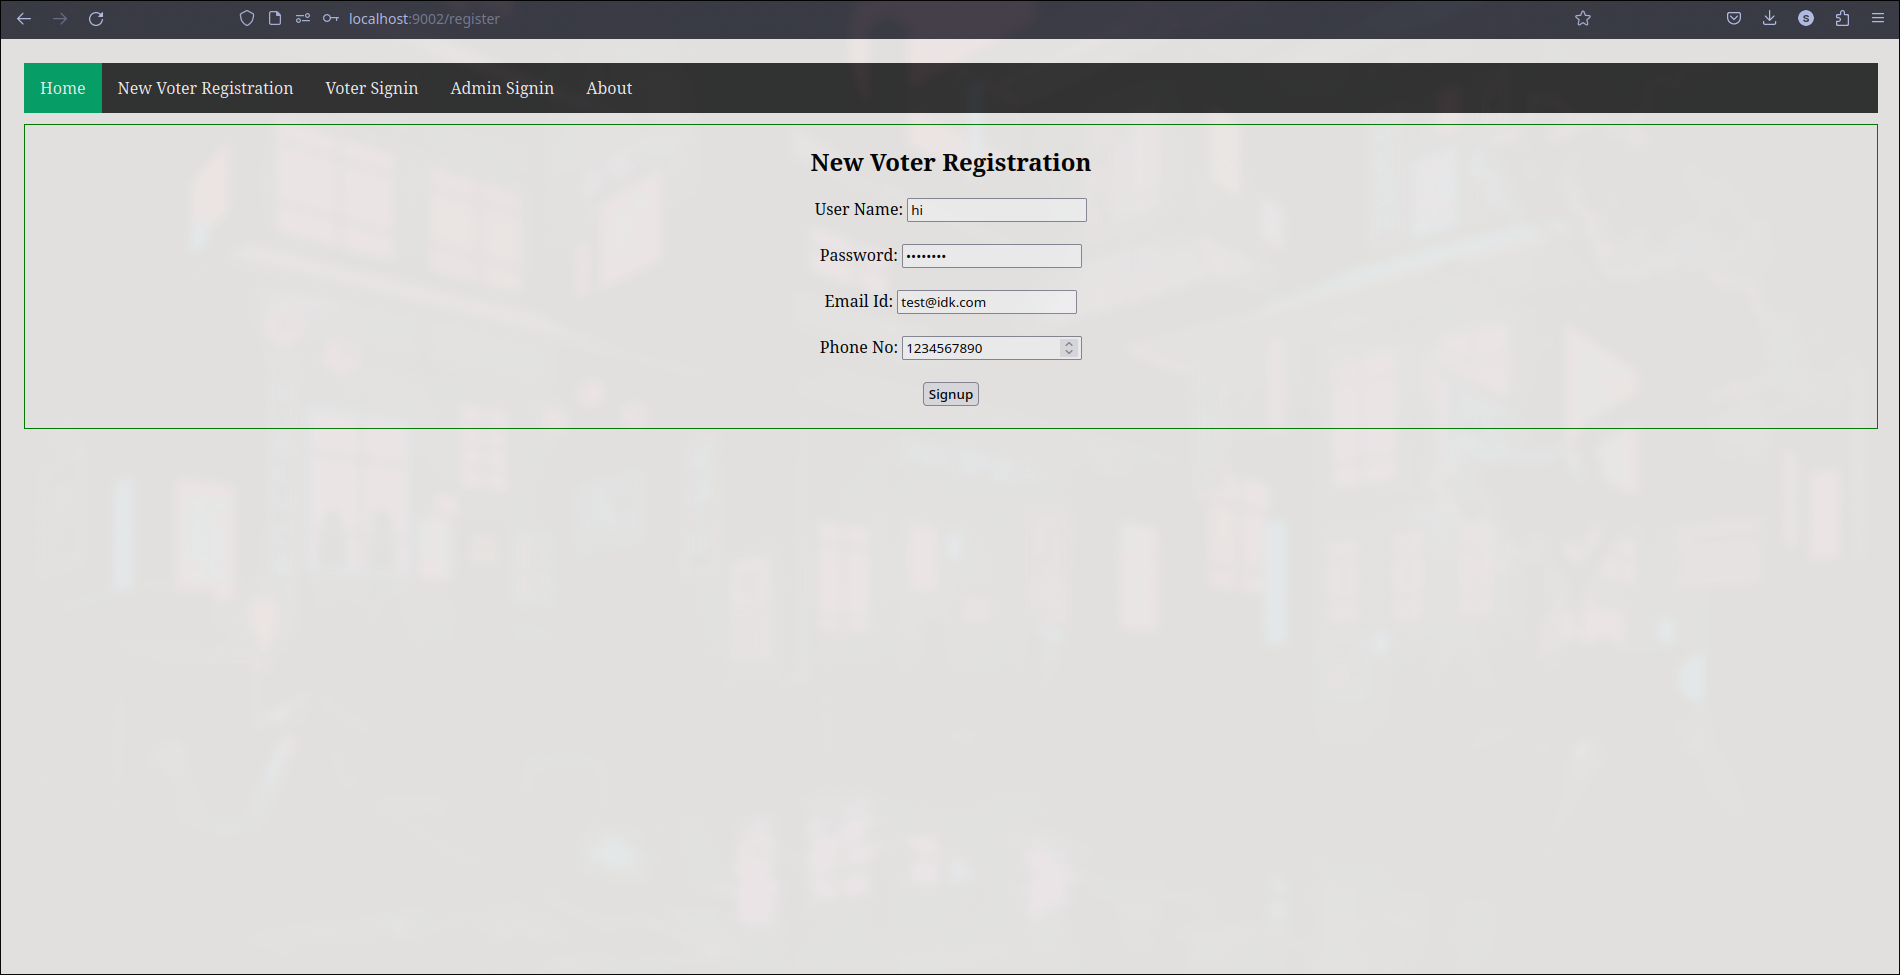 localhost:9002/register
S
Home New Voter Registration Voter Signin Admin Signin About
New Voter Registration
User Name: hi
Password: ••••••••
Email Id: test@idk.com
Phone No: 1234567890
Signup